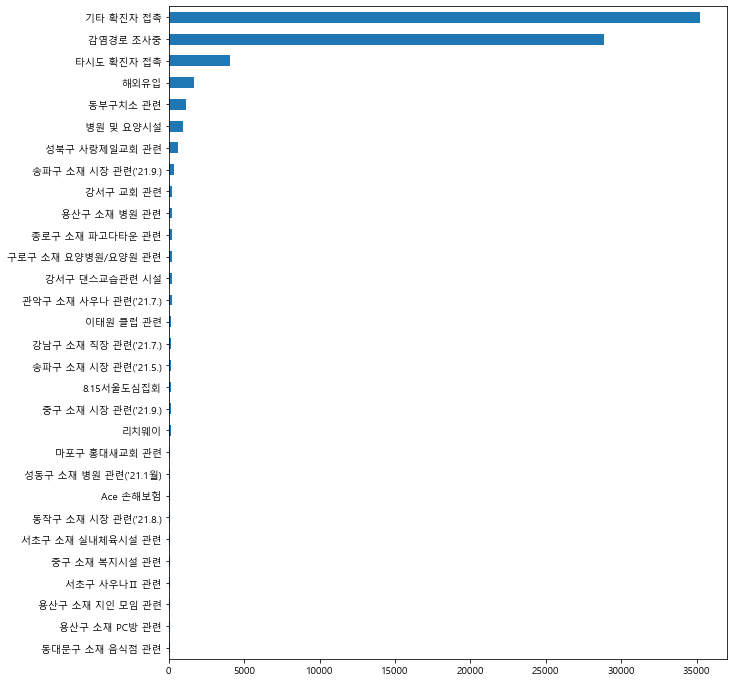 기타 확진자 접촉
감염경로 조사중
타시도 확진자 접촉
해외유입
동부구치소 관련
병원 및 요양시설
성북구 사랑제일교회 관련
송파구 소재 시장 관련('21.9.)
강서구 교회 관련
용산구 소재 병원 관련
종로구 소재 파고다타운 관련
구로구 소재 요양병원/요양원 관련
강서구 댄스교습관련 시설
관악구 소재 사우나 관련('21.7.)
이태원 클럽 관련
강남구 소재 직장 관련('21.7.)
송파구 소재 시장 관련('21.5.)
8.15서울도심집회
중구 소재 시장 관련('21.9.)
리치웨이
마포구 홍대새교회 관련
성동구 소재 병원 관련('21.1월)
Ace 손해보험
동작구 소재 시장 관련('21.8.)
서초구 소재 실내체육시설 관련
중구 소재 복지시설 관련
서초구 사우나Ⅱ 관련
용산구 소재 지인 모임 관련
용산구 소재 PC방 관련
동대문구 소재 음식점 관련
0 5000 10000 15000 20000 25000 30000 35000